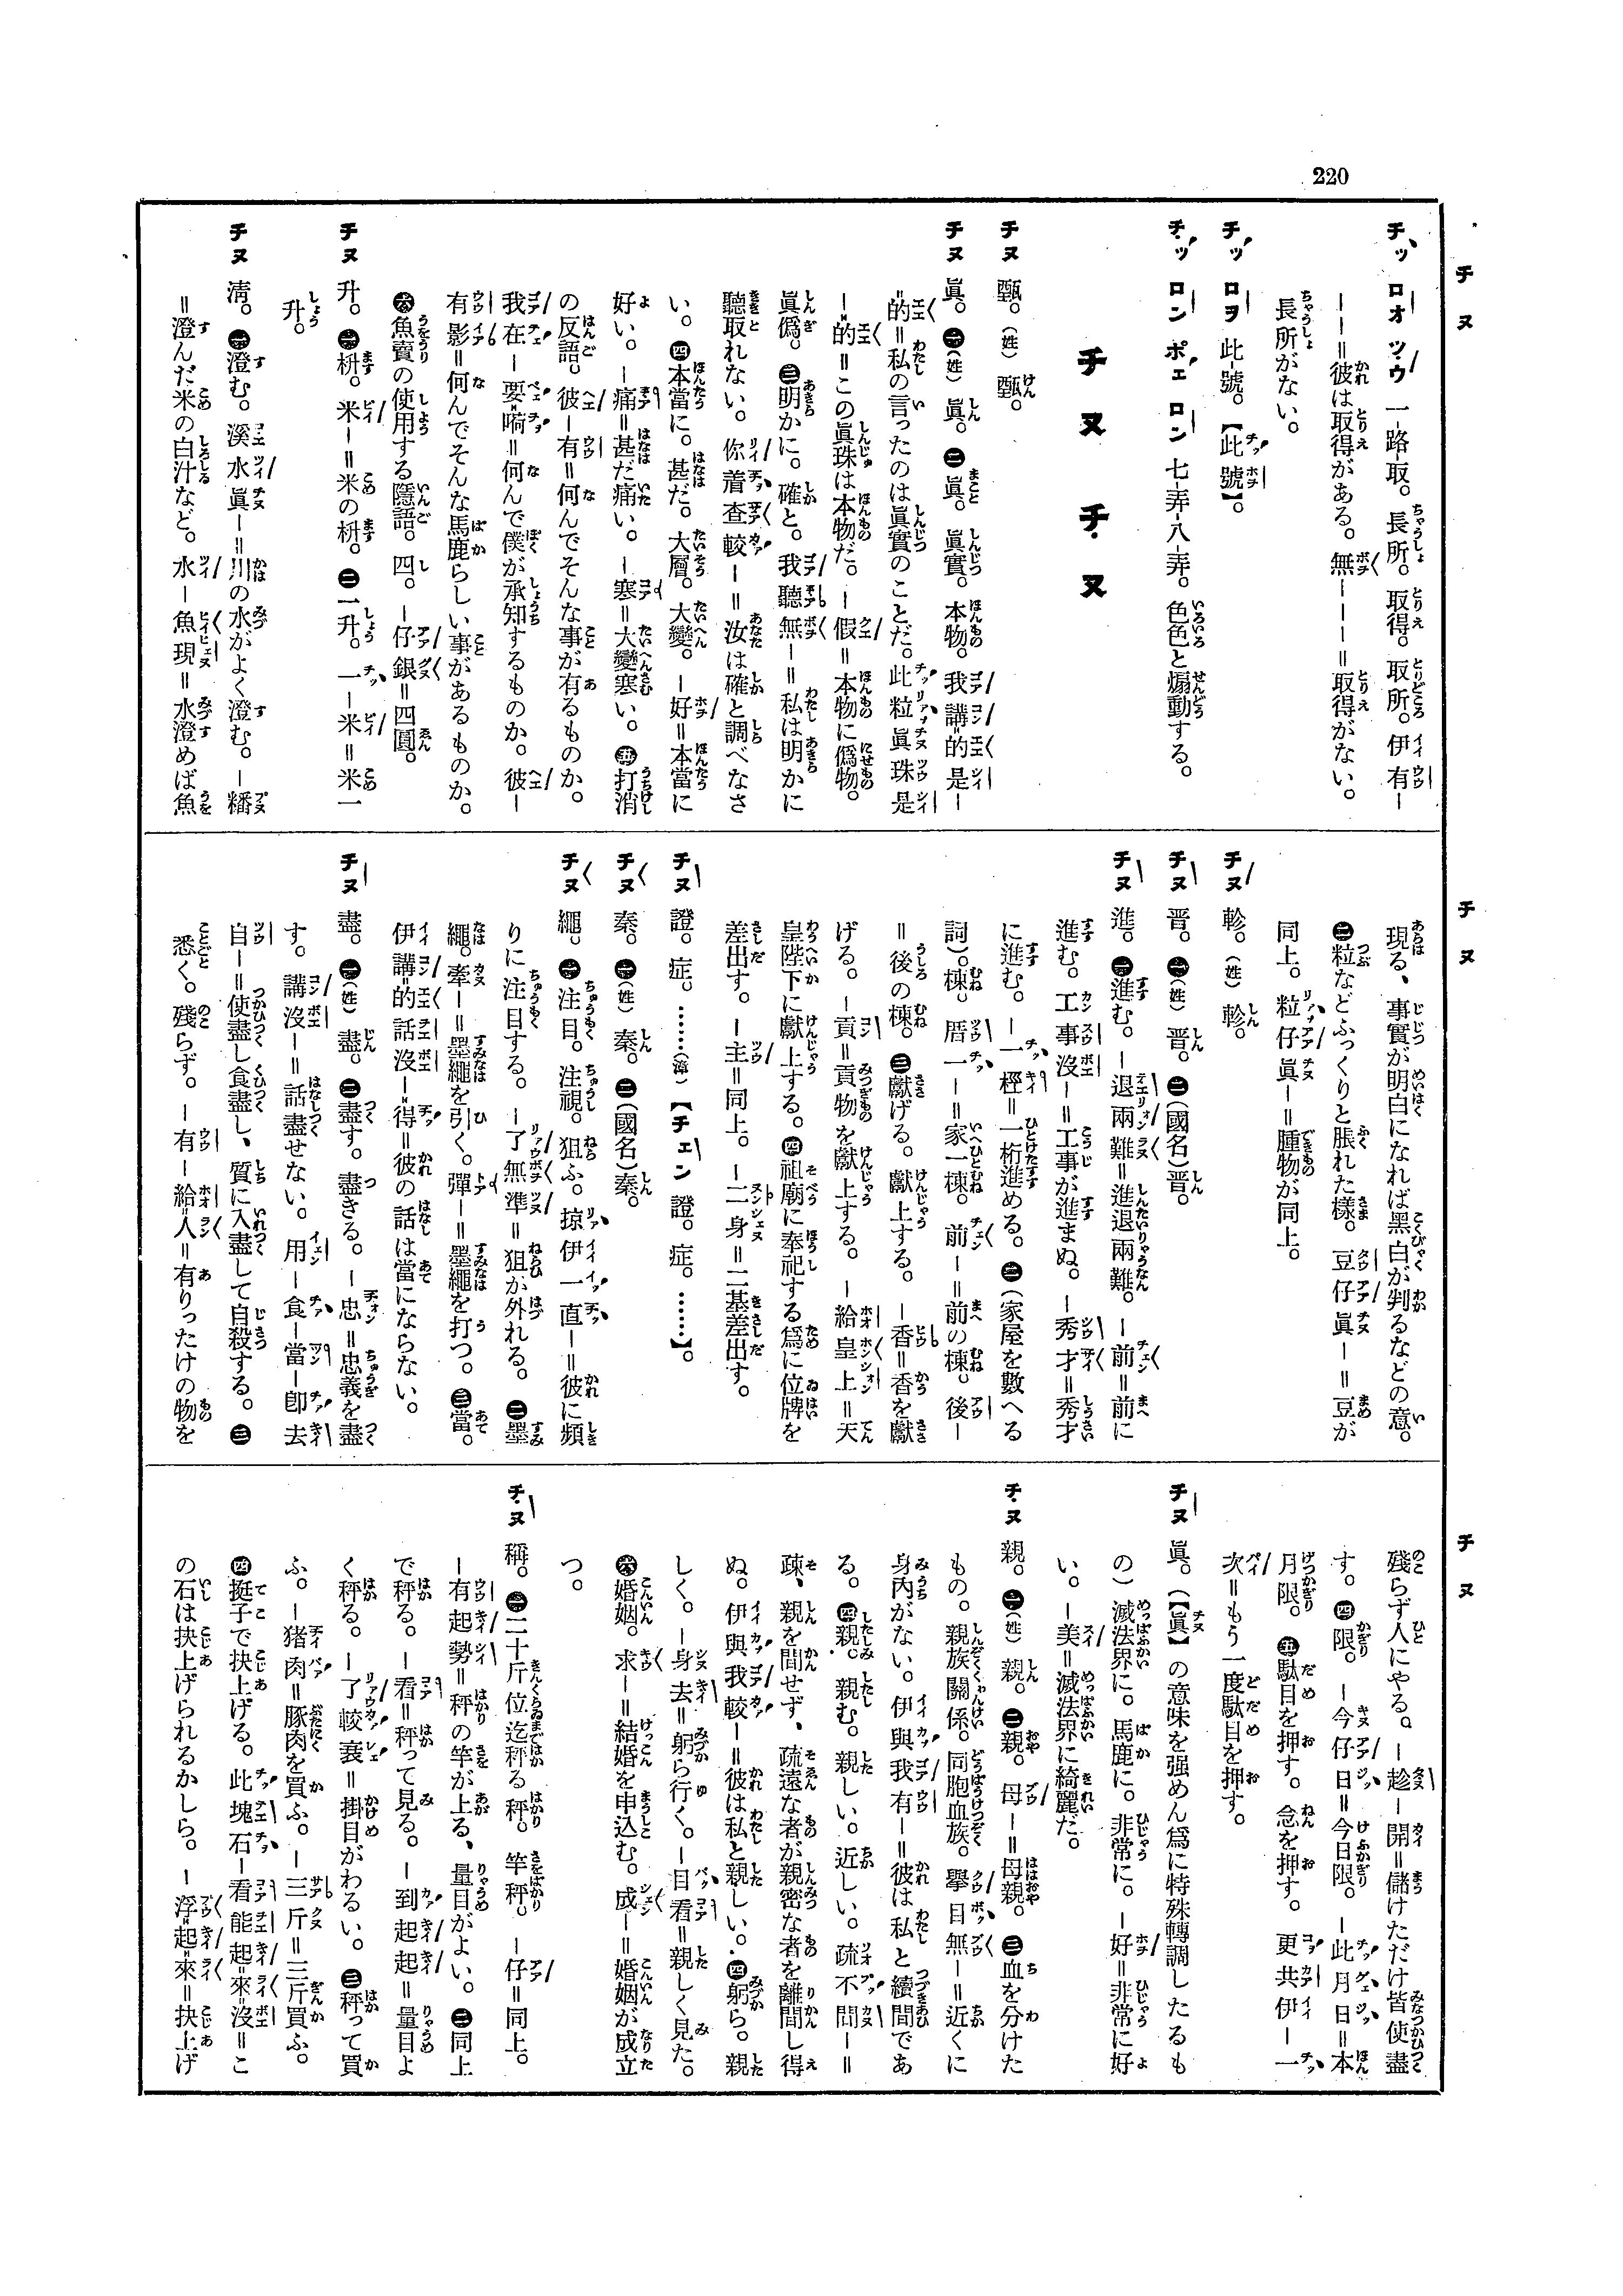 220
チヌ
チヌ
チヌ
チッ ロオ ツ・ウ 一-路-取。長所。取得。取所。伊有-
---＝彼は取得がある。無---＝取得がない。
長所がない。
チッ ロヲ 此-號。【此號】。
チ・ッ ロン ポェ ロン 七-弄-八-弄。色色と煽動する。
チヌ チ・ヌ
チヌ 甄。(姓) 甄。
チヌ 眞。㊀(姓) 眞。㊁眞。眞實。本物。我講的是-
的＝私の言ったのは眞實のことだ。此粒眞珠是
-的＝この眞珠は本物だ。-假＝本物に僞物。
眞僞。㊂明かに。確と。我聽無-＝私は明かに
聽取れない。你着査較-＝汝は確と調べなさ
い。㊃本當に。甚だ。大層。大變。-好＝本當に
好い。-痛＝甚だ痛い。-寒＝大變寒い。㊄打消
の反語。彼-有＝何んでそんな事が有るものか。
我在-要嗬＝何んで僕が承知するものか。彼-
有影＝何んでそんな馬鹿らしい事があるものか。
㊅魚賣の使用する隱語。四。-仔銀＝四圓。
チヌ 升。㊀枡。米-＝米の枡。㊁一升。一-米＝米一
升。
チヌ 淸。㊀澄む。溪水眞-＝川の水がよく澄む。-糒
＝澄んだ米の白汁など。水-魚現＝水澄めば魚
現る、事實が明白になれば黑白が判るなどの意。
㊁粒などふっくりと脹れた樣。豆仔眞-＝豆が
同上。粒仔眞-＝腫物が同上。
チヌ 軫。(姓) 軫。
チヌ 晋。㊀(姓) 晋。㊁(國名)晋。
チヌ 進。㊀進む。-退兩難＝進退兩難。-前＝前に
進む。工事沒-＝工事が進まぬ。-秀才＝秀才
に進む。-一桱＝一桁進める。㊁(家屋を數へる
詞)。棟。厝一-＝家一棟。前-＝前の棟。後-
＝後の棟。㊂獻げる。獻上する。-香＝香を獻
げる。-貢＝貢物を獻上する。-給皇上＝天
皇陛下に獻上する。㊃祖廟に奉祀する爲に位牌を
差出す。-主＝同上。-二身＝二基差出す。
チヌ 證。症。……(漳)【チェン 證。症。……】。
チヌ 秦。㊀(姓) 秦。㊁(國名)秦。
チヌ 繩。㊀注目。注視。狙ふ。掠伊一直-＝彼に頻
りに注目する。-了無準＝狙が外れる。㊁墨
繩。牽-＝墨繩を引く。彈-＝墨繩を打つ。㊂當。
伊講的話沒-得＝彼の話は當にならない。
チヌ 盡。㊀(姓) 盡。㊁盡す。盡きる。-忠＝忠義を盡
す。講沒-＝話盡せない。用-食-當-卽去
自-＝使盡し食盡し、質に入盡して自殺する。㊂
悉く。殘らず。-有-給人＝有りったけの物を
殘らず人にやる。-趁-開＝儲けただけ皆使盡
す。㊃限。-今仔日＝今日限。-此月日＝本
月限。㊄駄目を押す。念を押す。更共伊-一
次＝もう一度駄目を押す。
チヌ 眞。(【眞】の意味を强めん爲に特殊轉調したるも
の) 滅法界に。馬鹿に。非常に。-好＝非常に好
い。-美＝滅法界に綺麗だ。
チ・ヌ 親。㊀(姓) 親。㊁親。母-＝母親。㊂血を分けた
もの。親族關係。同胞血族。擧目無-＝近くに
身內がない。伊與我有-＝彼は私と續間であ
る。㊃親。親む。親しい。近しい。疏不間-＝
疎、親を間せず、疏遠な者が親密な者を離間し得
ぬ。伊與我較-＝彼は私と親しい。㊃躬ら。親
しく。-身去＝躬ら行く。-目看＝親しく見た。
㊅婚姻。求-＝結婚を申込む。成-＝婚姻が成立
つ。
チ・ヌ 稱。㊀二十斤位迄秤る秤。竿秤。-仔＝同上。
-有起勢＝秤の竿が上る、量目がよい。㊁同上
で秤る。-看＝秤って見る。-到起起＝量目よ
く秤る。-了較衰＝掛目がわるい。㊂秤って買
ふ。-猪肉＝豚肉を買ふ。-三斤＝三斤買ふ。
㊃挺子で抉上げる。此塊石-看能起來沒＝こ
の石は抉上げられるかしら。-浮起來＝抉上げ